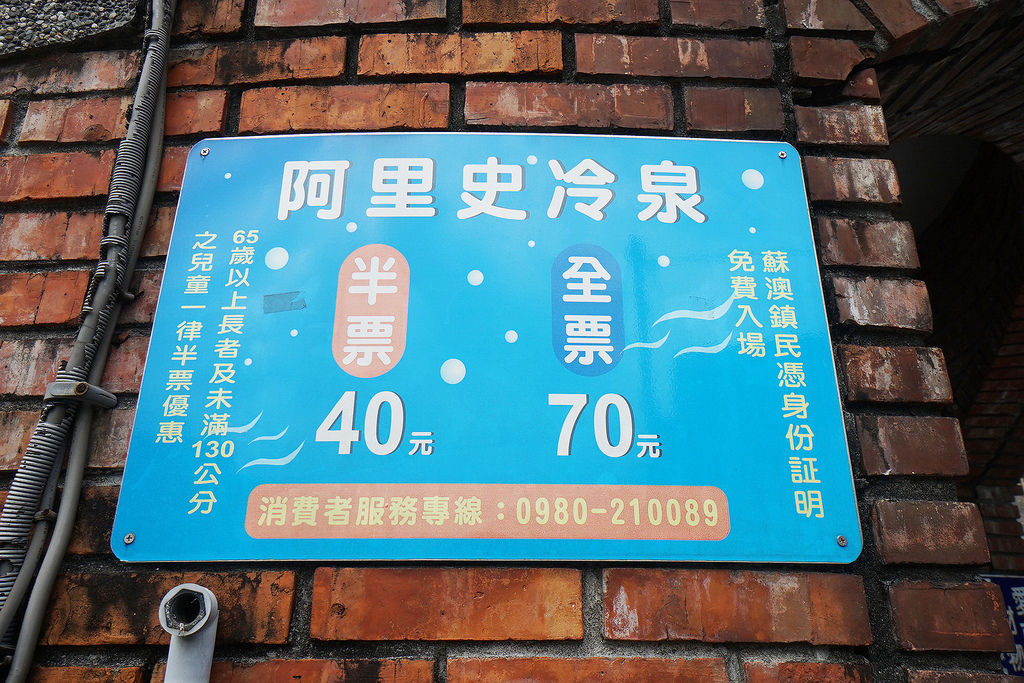 阿里史冷泉
蘇澳鎮民憑身份証明
免費入場
全票
70元
半票
40元
65歲以上長者及未滿130公分
之兒童一律半票優惠
消費者服務專線：0980-210089